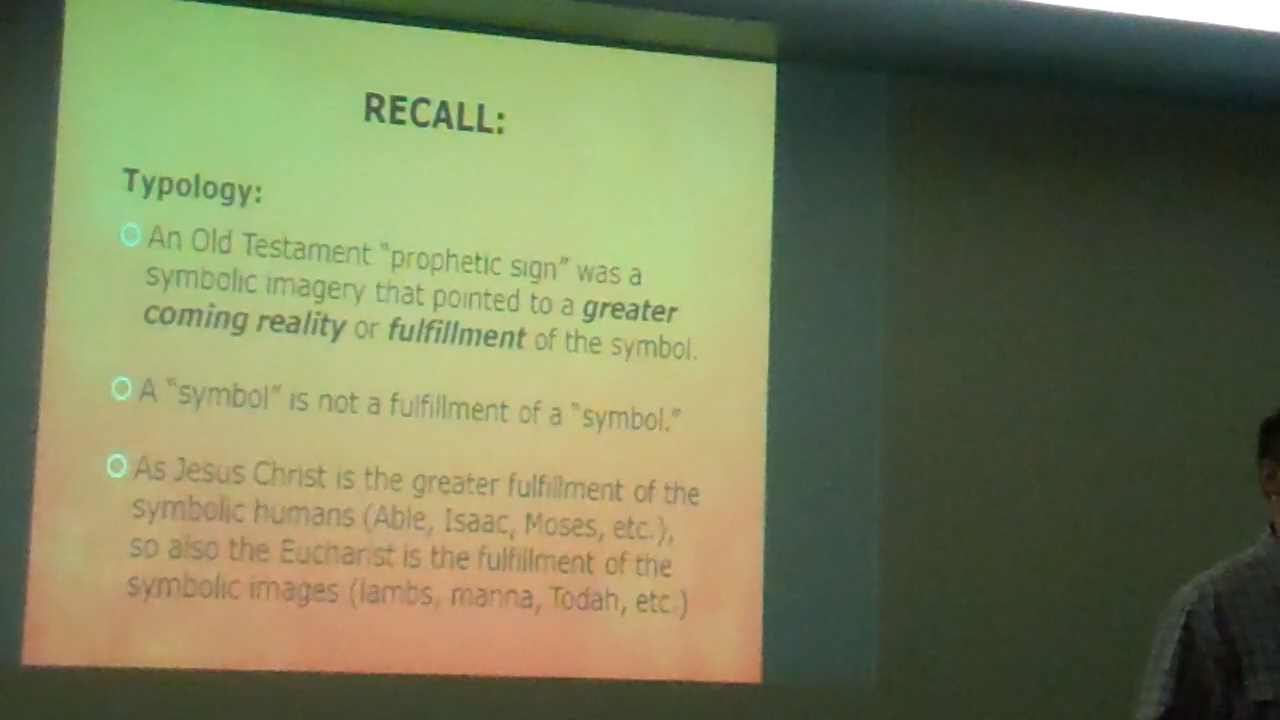 RECALL:
Typology:
An Old Testament "prophetic sign" was a
symbolic imagery that pointed to a greater
coming reality or fulfillment of the symbol.
A "symbol" is not a fulfillment of a "symbol."
As Jesus Christ is the greater fulfillment of the
symbolic humans (Able, Isaac, Moses, etc.),
so also the Eucharist is the fulfillment of the
symbolic images (lambs, manna, Todah, etc.)